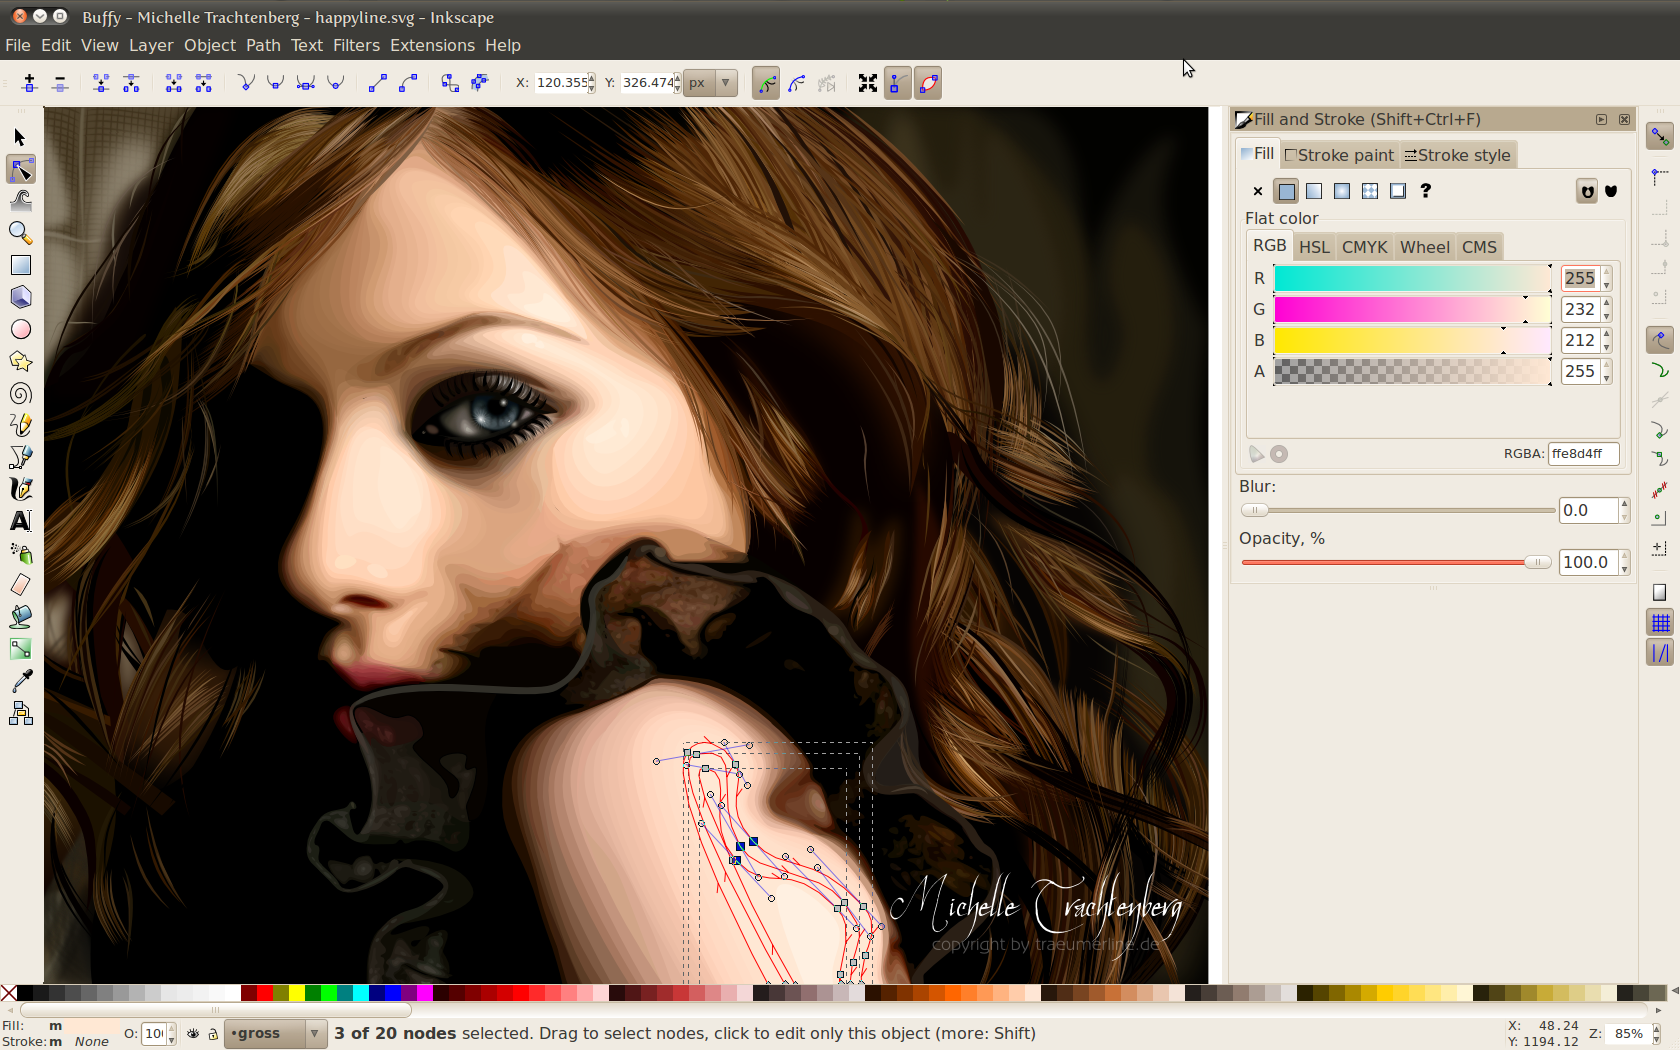 Buffy - Michelle Trachtenberg - happyline.svg - Inkscape
File Edit View Layer Object Path Text Filters Extensions Help
X: 120.355 Y: 326.474 px
Fill and Stroke (Shift+Ctrl+F)
Fill Stroke paint Stroke style
?
Flat color
RGB HSL CMYK Wheel CMS
R 255
G 232
B 212
A 255
RGBA: ffe8d4ff
Blur:
0.0
Opacity, %
100.0
A
Michelle Trachtenberg
copyright by traeumerline.de
Fill: m O: 10 •gross 3 of 20 nodes selected. Drag to select nodes, click to edit only this object (more: Shift) X: 48.24 Z: 85%
Stroke: m None Y: 1194.12